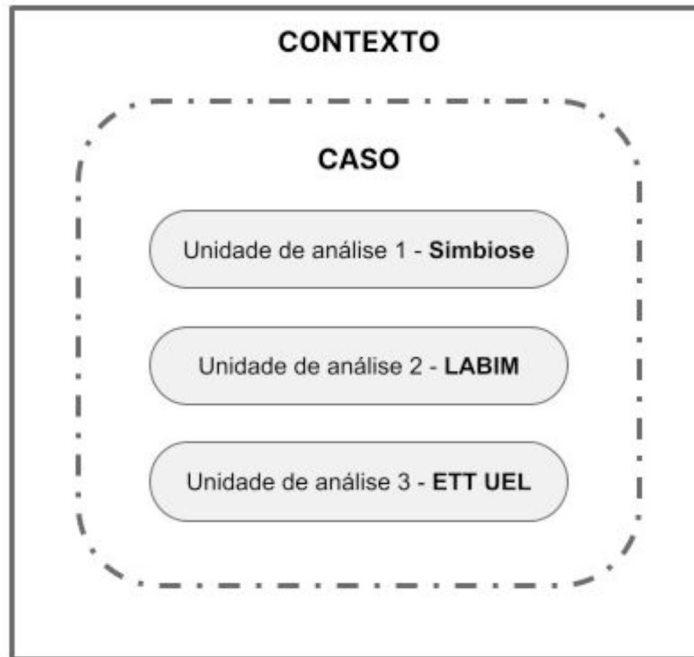 CONTEXTO
CASO
Unidade de análise 1 - Simbiose
Unidade de análise 2 - LABIM
Unidade de análise 3 - ETT UEL